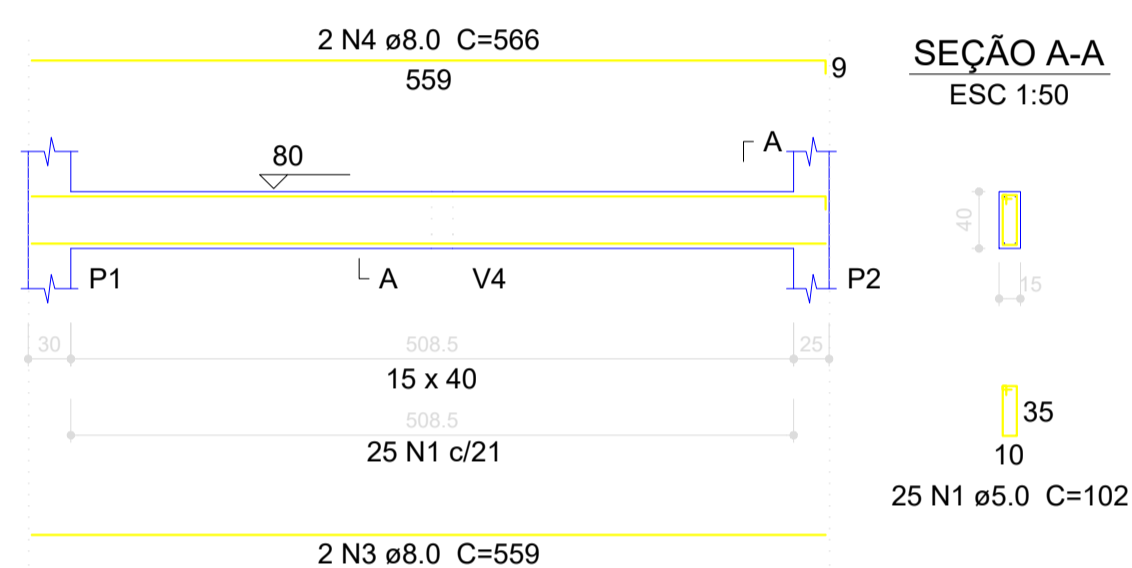 2 N4 ø8.0 C=566
559
9
SEÇÃO A-A
ESC 1:50
A
80
40
15
P1
A
V4
P2
30
508.5
25
15 x 40
508.5
25 N1 c/21
35
10
25 N1 ø5.0 C=102
2 N3 ø8.0 C=559